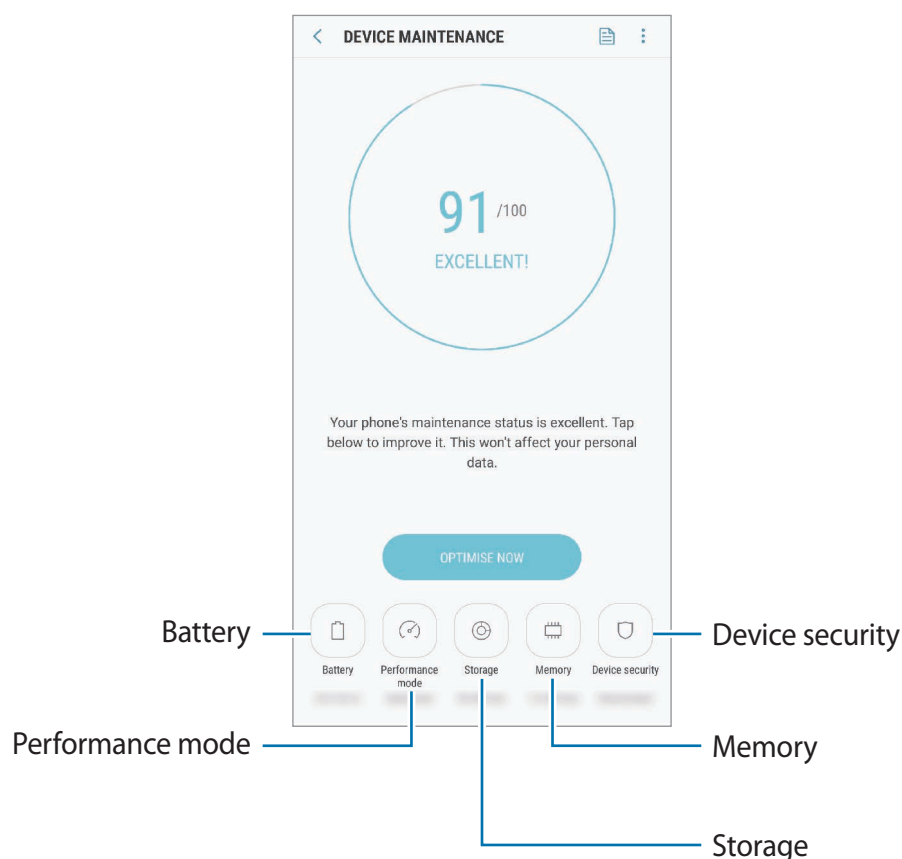 DEVICE MAINTENANCE
91 /100
EXCELLENT!
Your phone's maintenance status is excellent. Tap
below to improve it. This won't affect your personal
data.
OPTIMISE NOW
Battery
Device security
Battery
Performance
mode
Storage
Memory
Device security
Performance mode
Memory
Storage